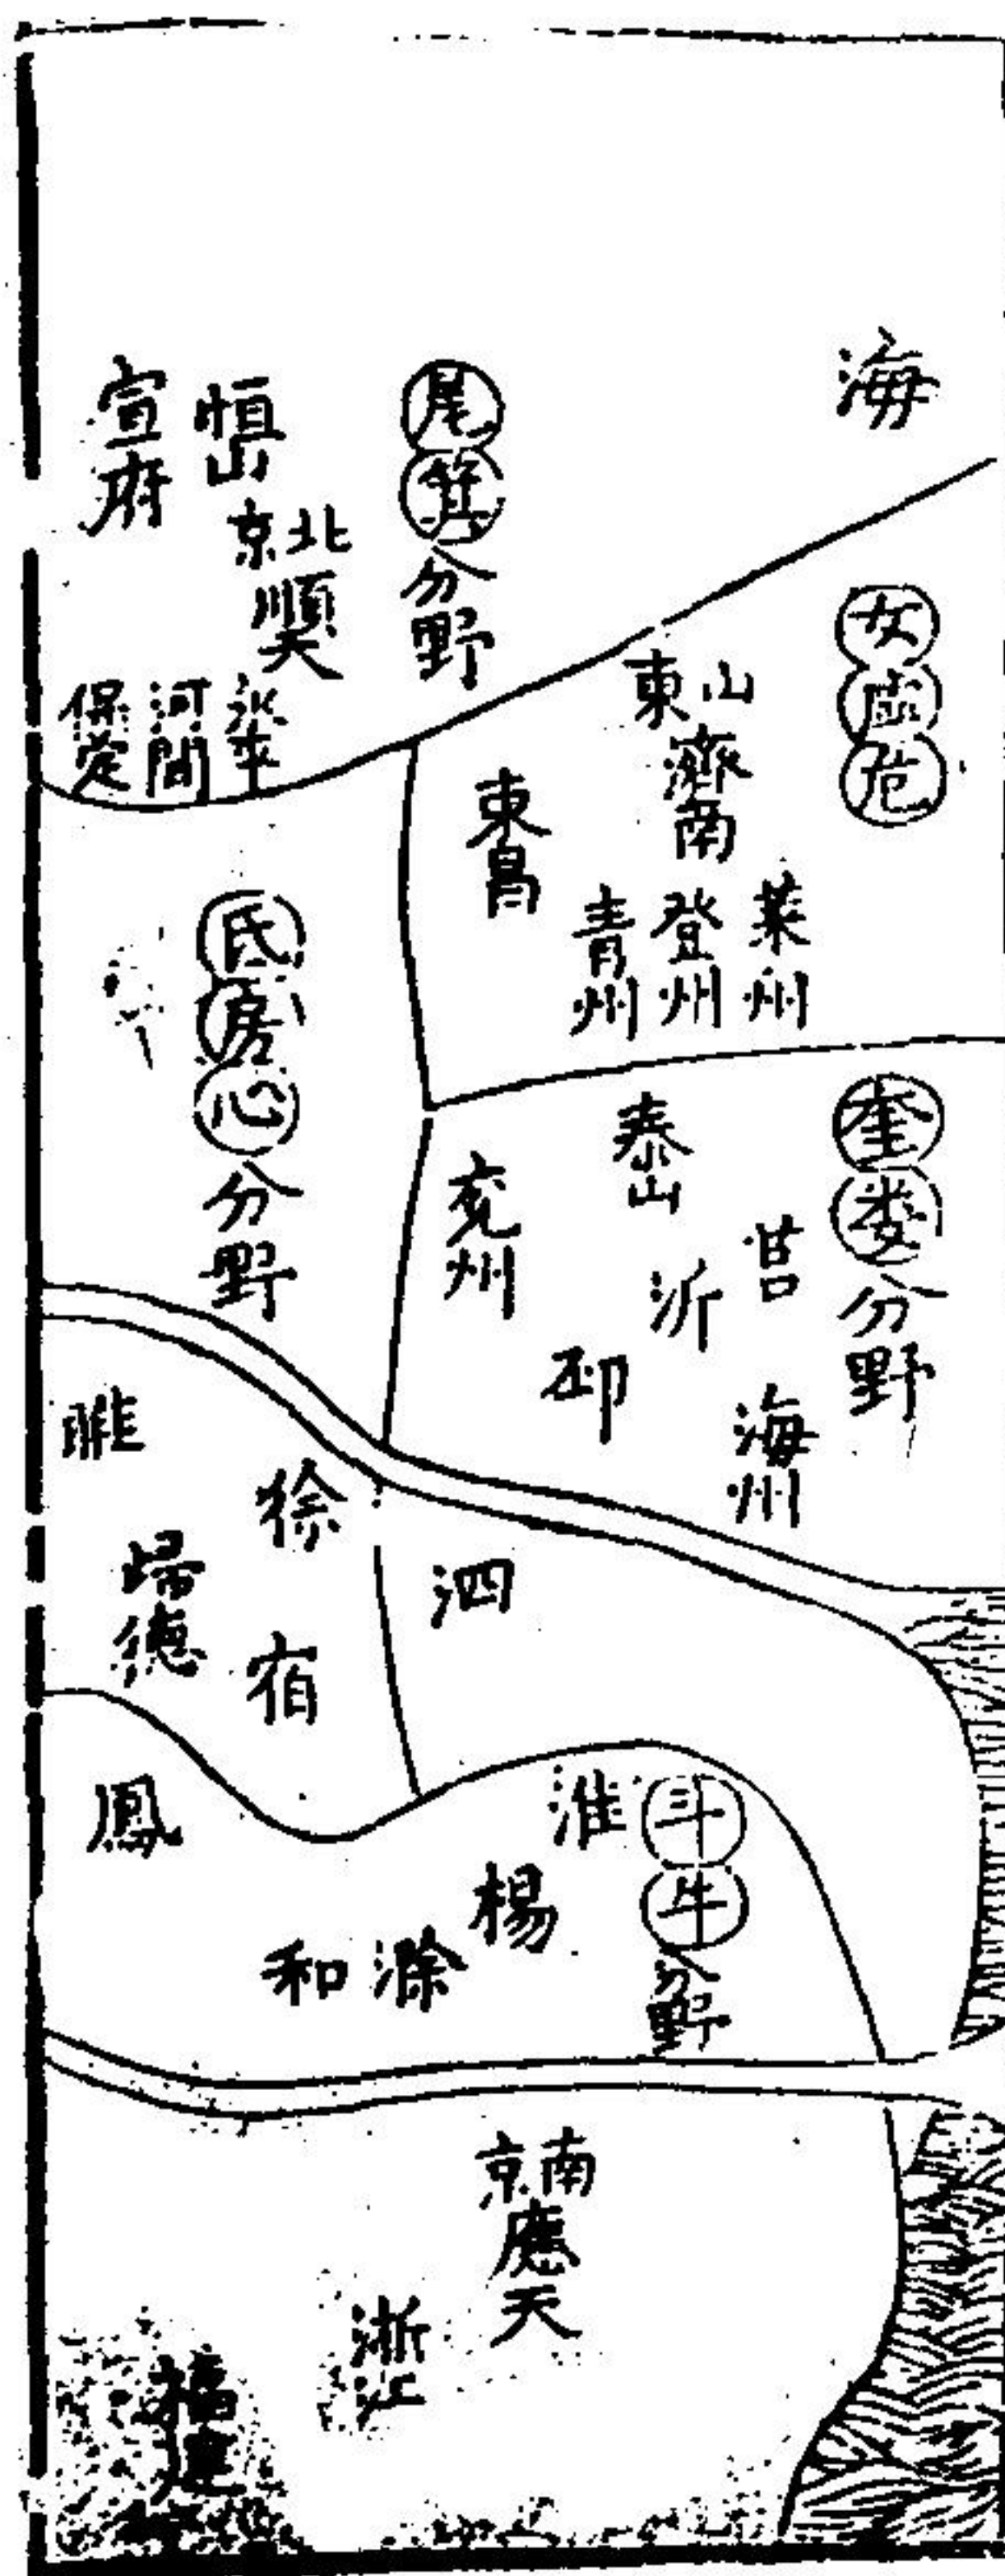 海
尾箕分野
恒山
宣府
北京
順天
永平
河間
保定
女虛危
山東
濟南
東昌
萊州
登州
青州
氐房心分野
奎婁分野
泰山
兗州
莒
沂
邳
海州
睢
徐
泗
歸德
宿
鳳
淮
斗牛分野
楊
滁
和
南京
應天
浙江
福建